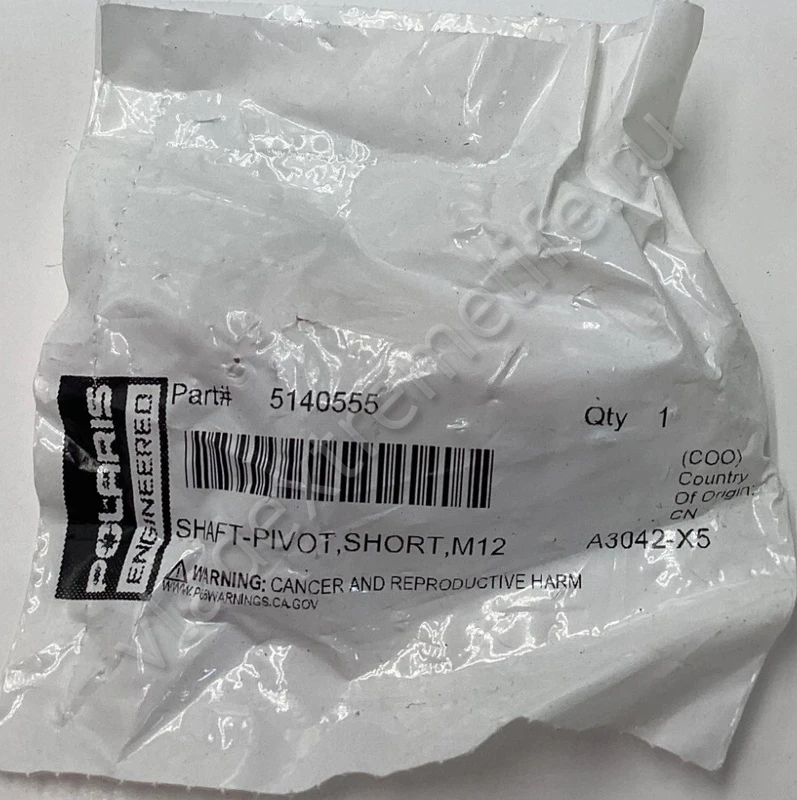 Part# 5140555 Qty 1
(COO)
Country
Of Origin:
CN
SHAFT-PIVOT,SHORT,M12 A3042-X5
⚠ WARNING: CANCER AND REPRODUCTIVE HARM
WWW.P65WARNINGS.CA.GOV
POLARIS
ENGINEERED